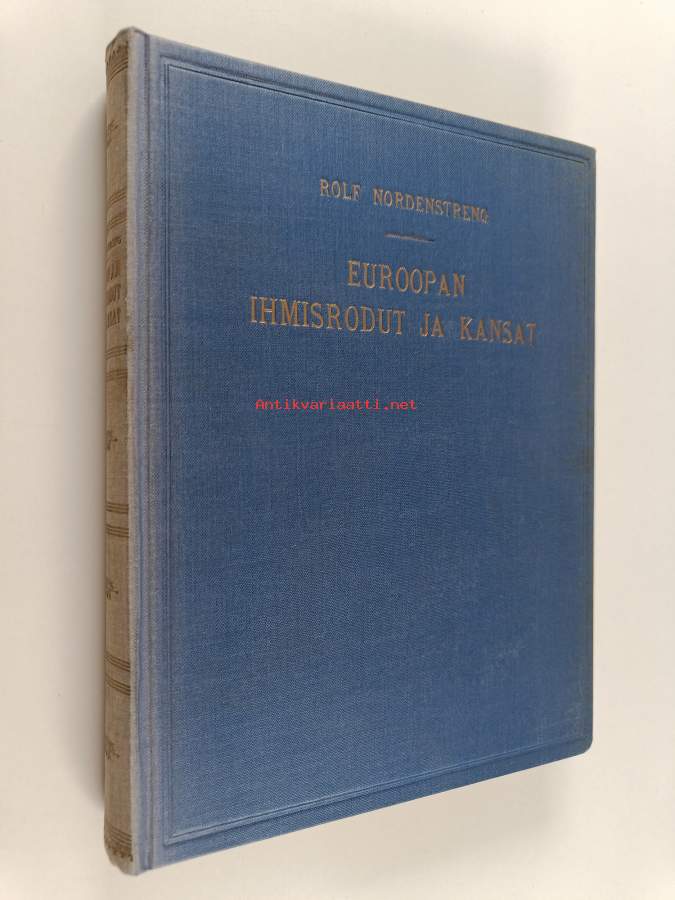 ROLF NORDENSTRENG
EUROOPAN
IHMISRODUT JA KANSAT
Antikvariaatti.net